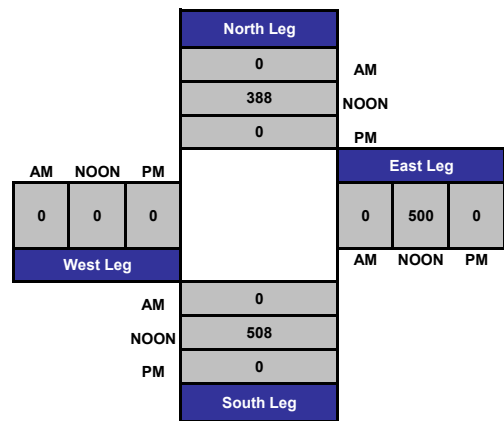 North Leg
0 AM
388 NOON
0 PM
AM NOON PM East Leg
0 0 0 0 500 0
West Leg AM NOON PM
AM 0
NOON 508
PM 0
South Leg